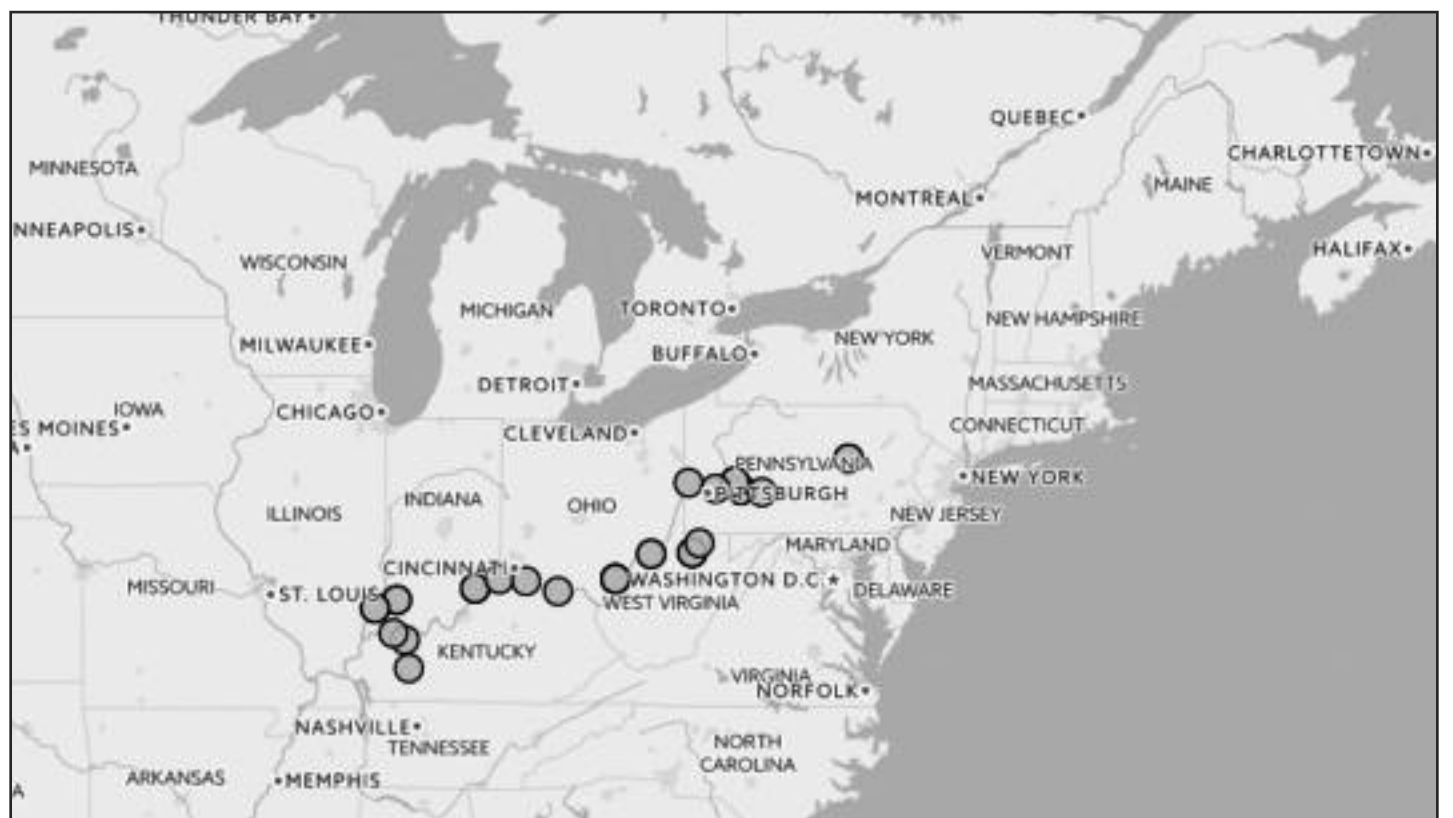 THUNDER BAY
QUEBEC
CHARLOTTETOWN
MINNESOTA
MAINE
MONTREAL
NNEAPOLIS
HALIFAX
VERMONT
WISCONSIN
MICHIGAN
TORONTO
NEW HAMPSHIRE
NEW YORK
MILWAUKEE
BUFFALO
DETROIT
MASSACHUSETTS
IOWA
CHICAGO
CONNECTICUT
ES MOINES
CLEVELAND
A
PENNSYLVANIA
NEW YORK
PITTSBURGH
INDIANA
OHIO
ILLINOIS
NEW JERSEY
MARYLAND
CINCINNATI
WASHINGTON D.C.
MISSOURI
DELAWARE
ST. LOUIS
WEST VIRGINIA
KENTUCKY
VIRGINIA
NORFOLK
NASHVILLE
TENNESSEE
NORTH
CAROLINA
ARKANSAS
MEMPHIS
A